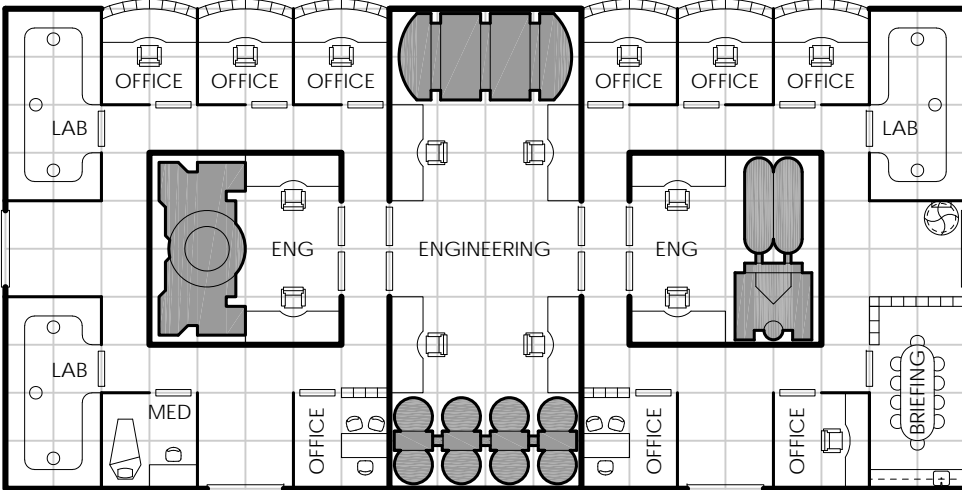 OFFICE
OFFICE
OFFICE
OFFICE
OFFICE
OFFICE
LAB
LAB
ENG
ENGINEERING
ENG
LAB
MED
OFFICE
OFFICE
OFFICE
BRIEFING